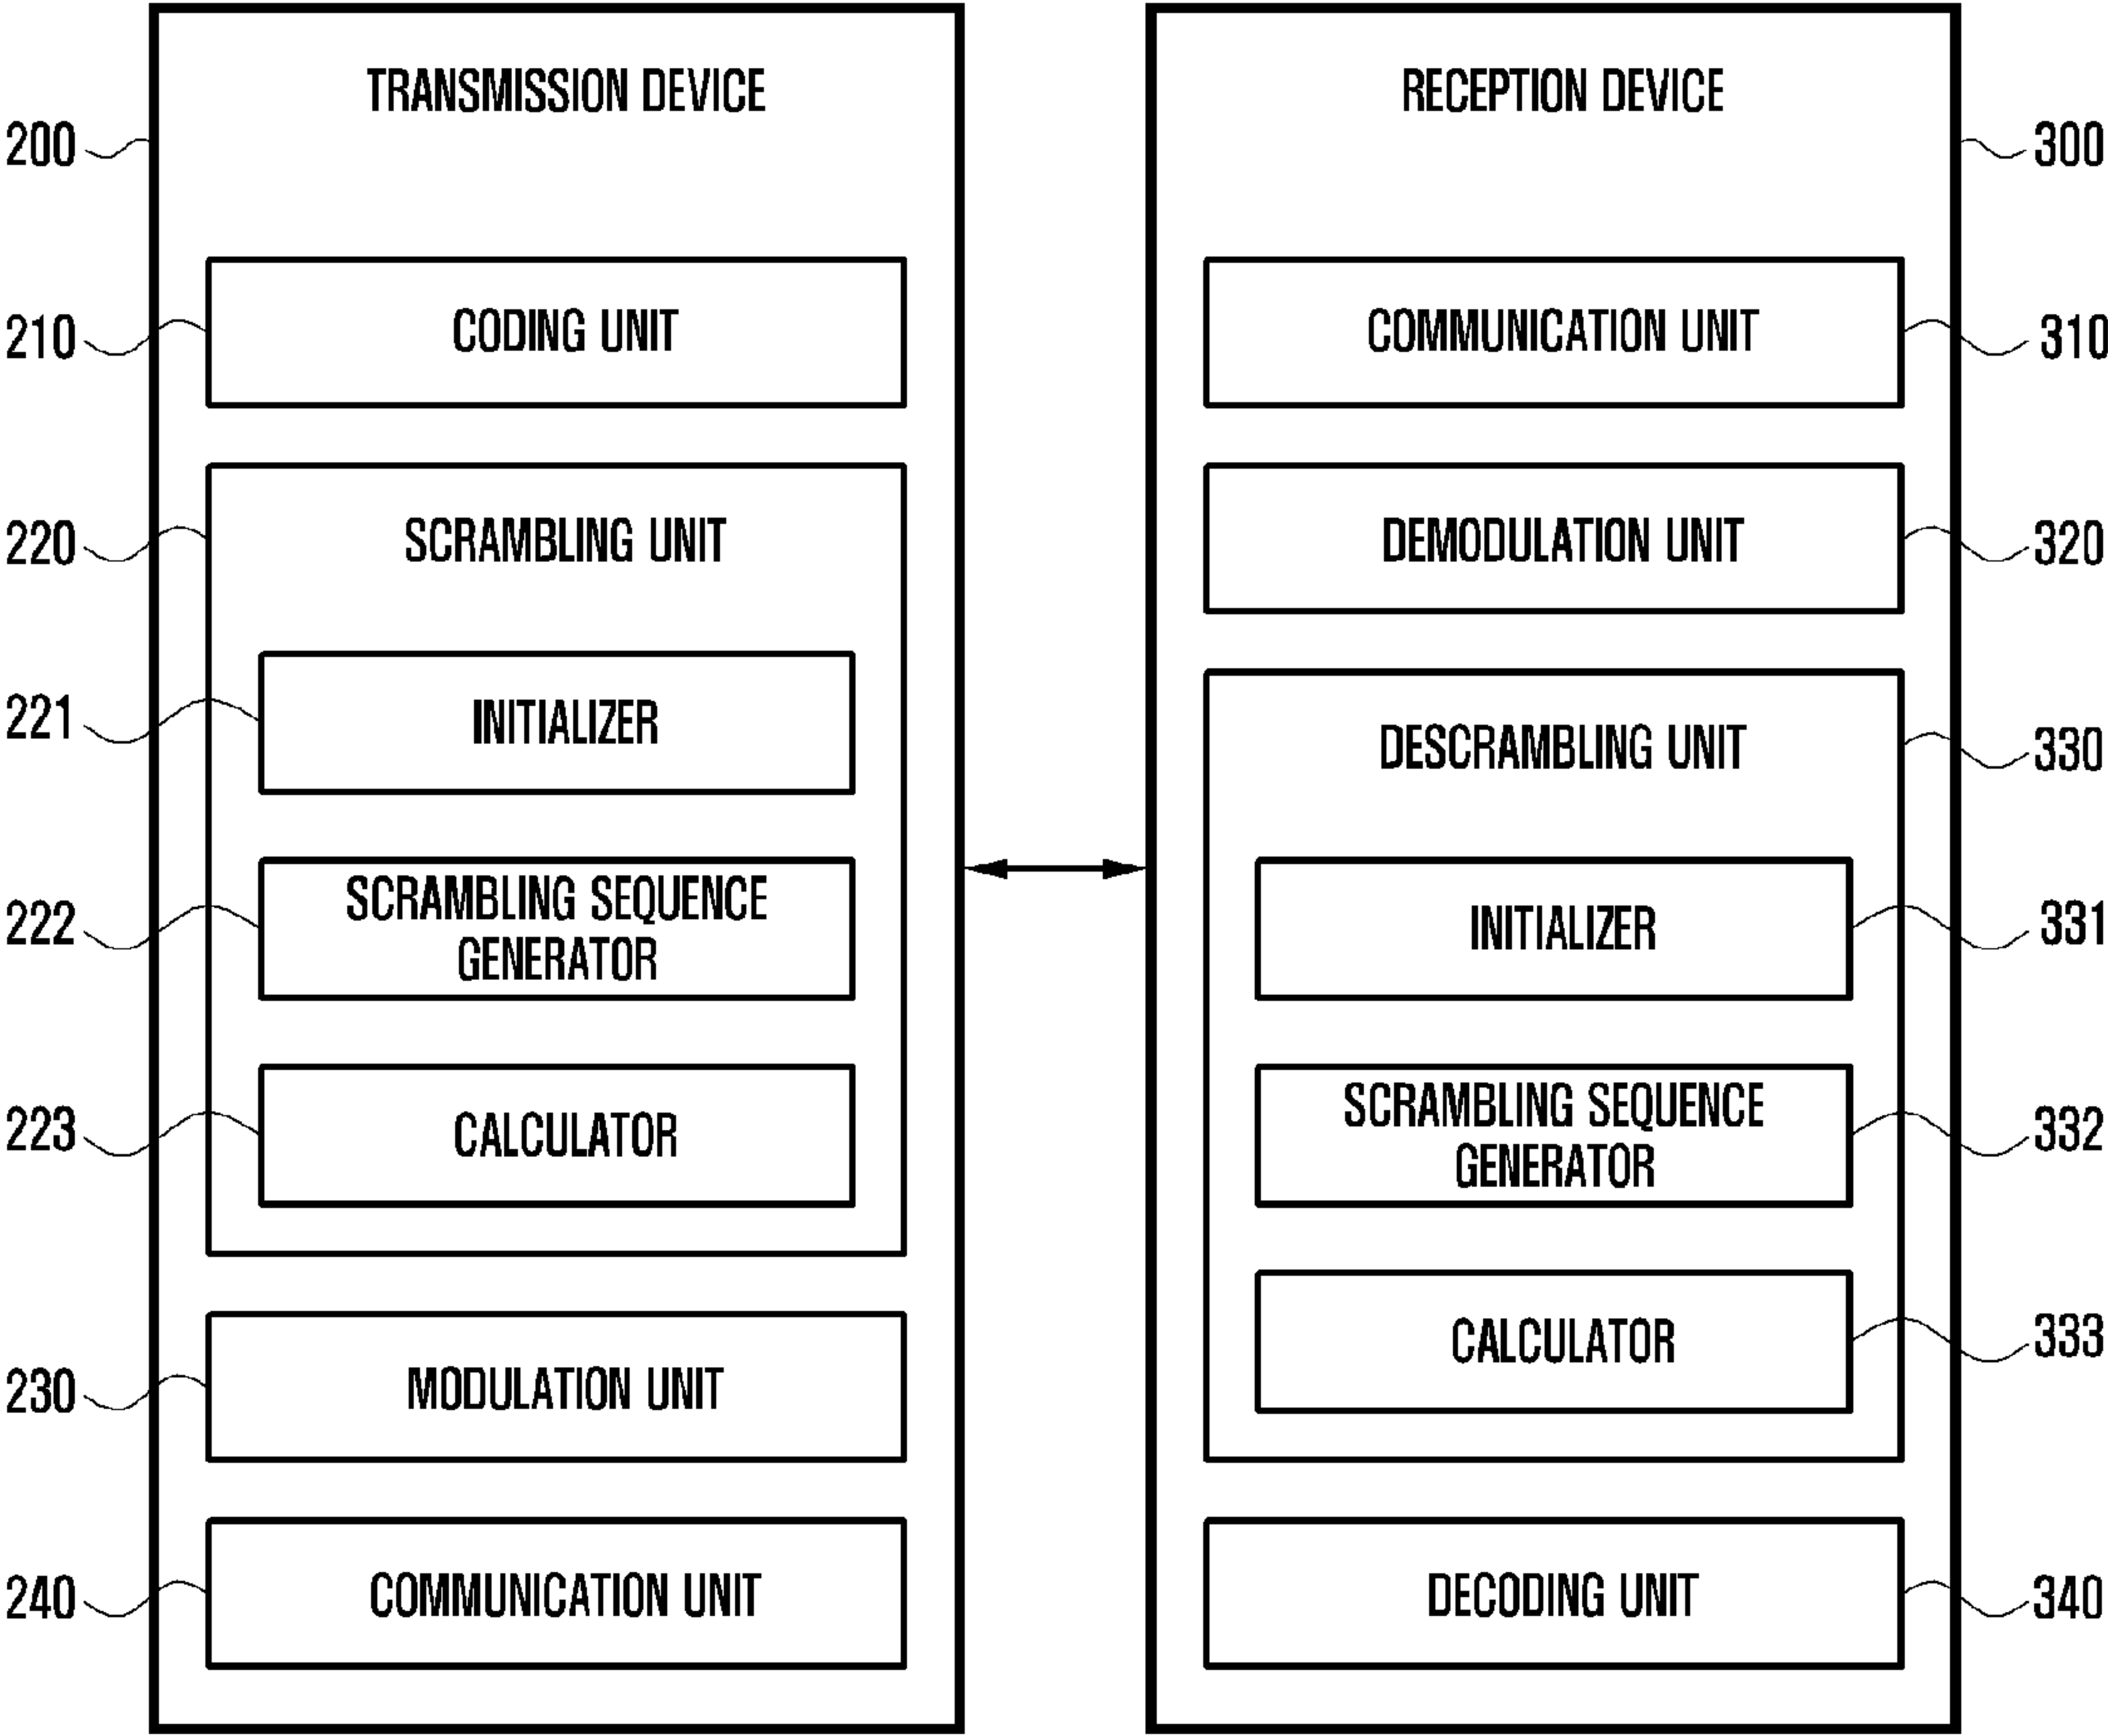 TRANSMISSION DEVICE
200
CODING UNIT
210
SCRAMBLING UNIT
220
INITIALIZER
221
SCRAMBLING SEQUENCE
GENERATOR
222
CALCULATOR
223
MODULATION UNIT
230
COMMUNICATION UNIT
240
RECEPTION DEVICE
300
COMMUNICATION UNIT
310
DEMODULATION UNIT
320
DESCRAMBLING UNIT
330
INITIALIZER
331
SCRAMBLING SEQUENCE
GENERATOR
332
CALCULATOR
333
DECODING UNIT
340